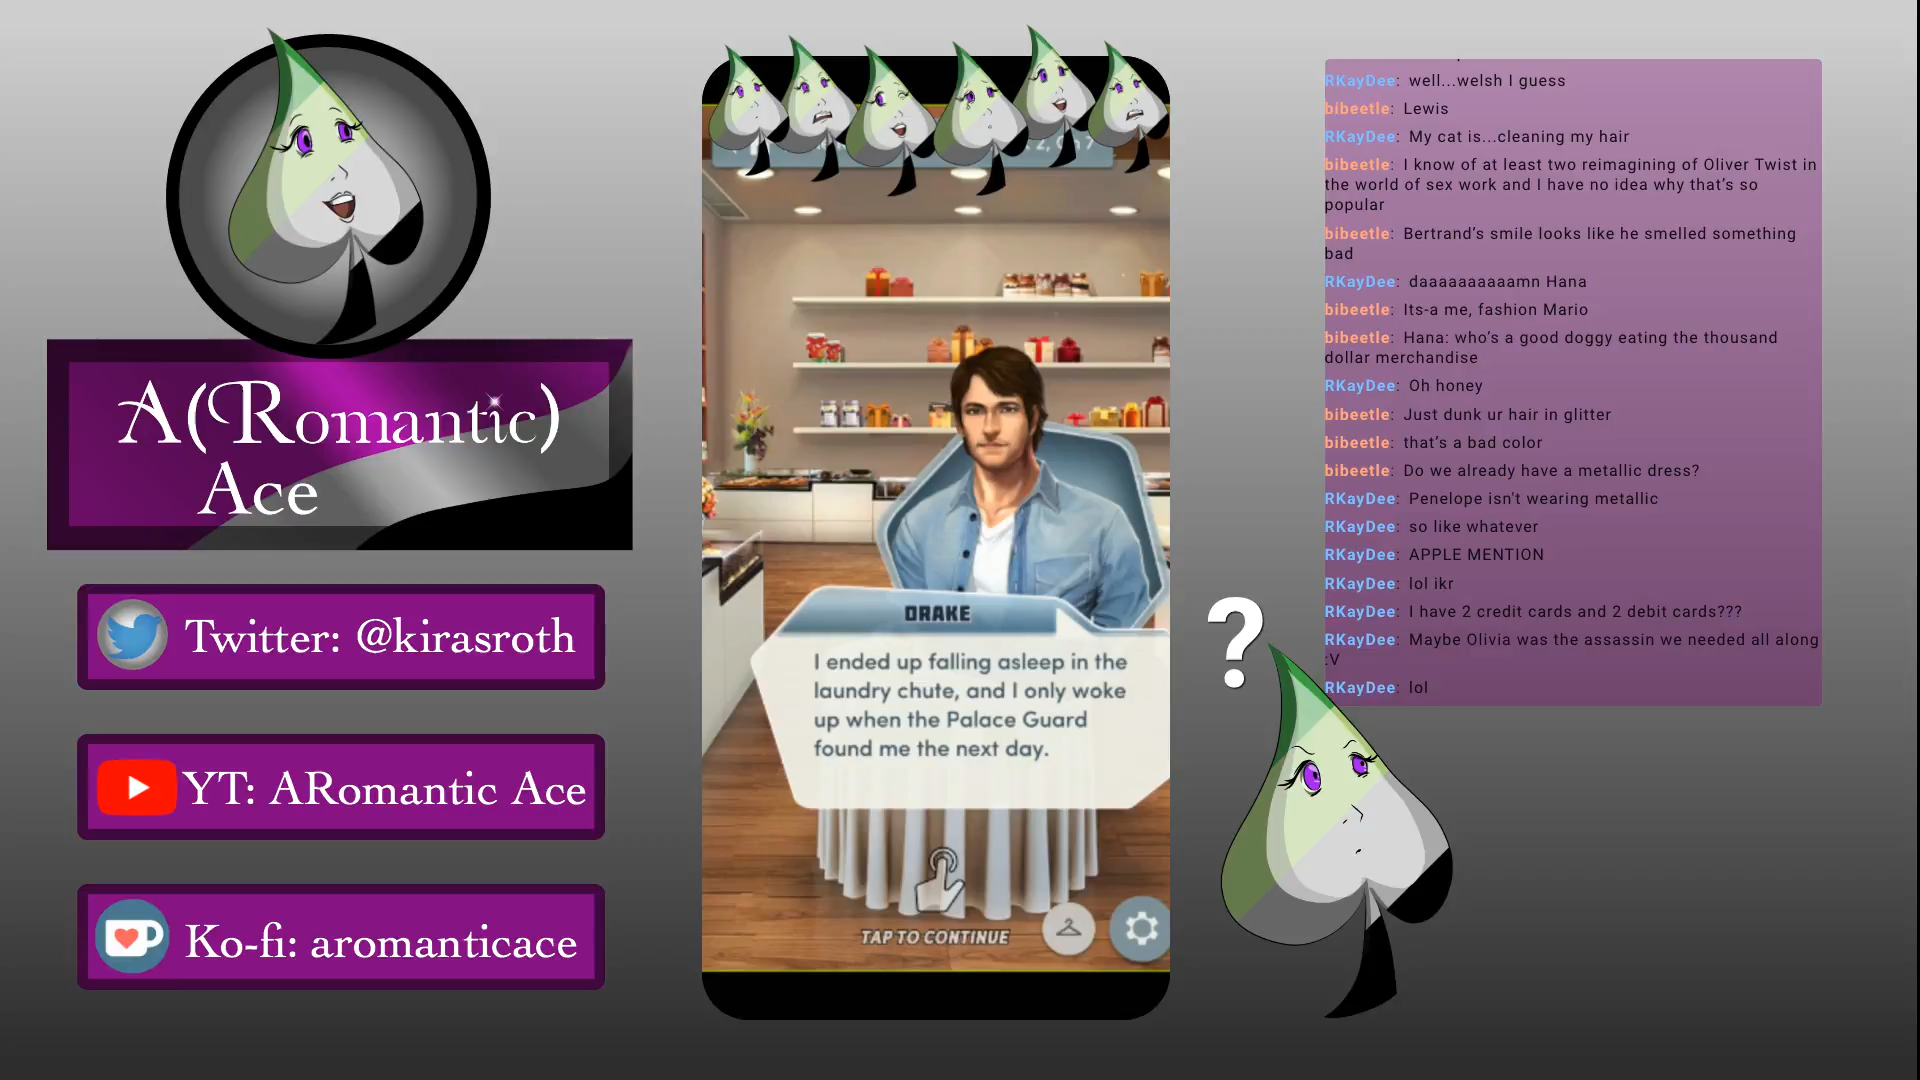 A(Romantic)
Ace
Twitter: @kirasroth
YT: ARomantic Ace
Ko-fi: aromanticace
DRAKE
I ended up falling asleep in the
laundry chute, and I only woke
up when the Palace Guard
found me the next day.
TAP TO CONTINUE
?
RKayDee: well...welsh I guess
bibeetle: Lewis
RKayDee: My cat is...cleaning my hair
bibeetle: I know of at least two reimagining of Oliver Twist in
the world of sex work and I have no idea why that's so
popular
bibeetle: Bertrand's smile looks like he smelled something
bad
RKayDee: daaaaaaaaaamn Hana
bibeetle: Its-a me, fashion Mario
bibeetle: Hana: who's a good doggy eating the thousand
dollar merchandise
RKayDee: Oh honey
bibeetle: Just dunk ur hair in glitter
bibeetle: that's a bad color
bibeetle: Do we already have a metallic dress?
RKayDee: Penelope isn't wearing metallic
RKayDee: so like whatever
RKayDee: APPLE MENTION
RKayDee: lol ikr
RKayDee: I have 2 credit cards and 2 debit cards???
RKayDee: Maybe Olivia was the assassin we needed all along
:V
RKayDee: lol